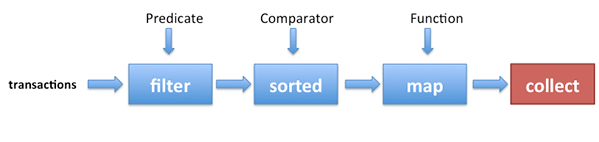 Predicate Comparator Function
transactions filter sorted map collect